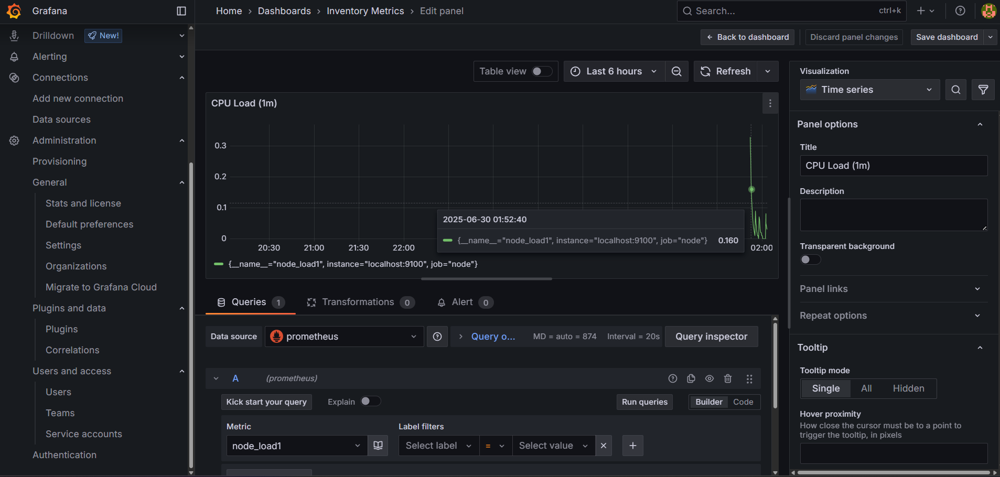 Grafana
Home › Dashboards › Inventory Metrics › Edit panel
Search...
ctrl+k
Drilldown
New!
Alerting
Connections
Add new connection
Data sources
Administration
Provisioning
General
Stats and license
Default preferences
Settings
Organizations
Migrate to Grafana Cloud
Plugins and data
Plugins
Correlations
Users and access
Users
Teams
Service accounts
Authentication
Back to dashboard
Discard panel changes
Save dashboard
Table view
Last 6 hours
Refresh
CPU Load (1m)
0.3
0.2
0.1
0
20:30
21:00
21:30
22:00
02:00
2025-06-30 01:52:40
{__name__="node_load1", instance="localhost:9100", job="node"} 0.160
{__name__="node_load1", instance="localhost:9100", job="node"}
Queries 1
Transformations 0
Alert 0
Data source
prometheus
Query o...
MD = auto = 874
Interval = 20s
Query inspector
A
(prometheus)
Kick start your query
Explain
Run queries
Builder
Code
Metric
node_load1
Label filters
Select label
=
Select value
Visualization
Time series
Panel options
Title
CPU Load (1m)
Description
Transparent background
Panel links
Repeat options
Tooltip
Tooltip mode
Single
All
Hidden
Hover proximity
How close the cursor must be to a point to
trigger the tooltip, in pixels